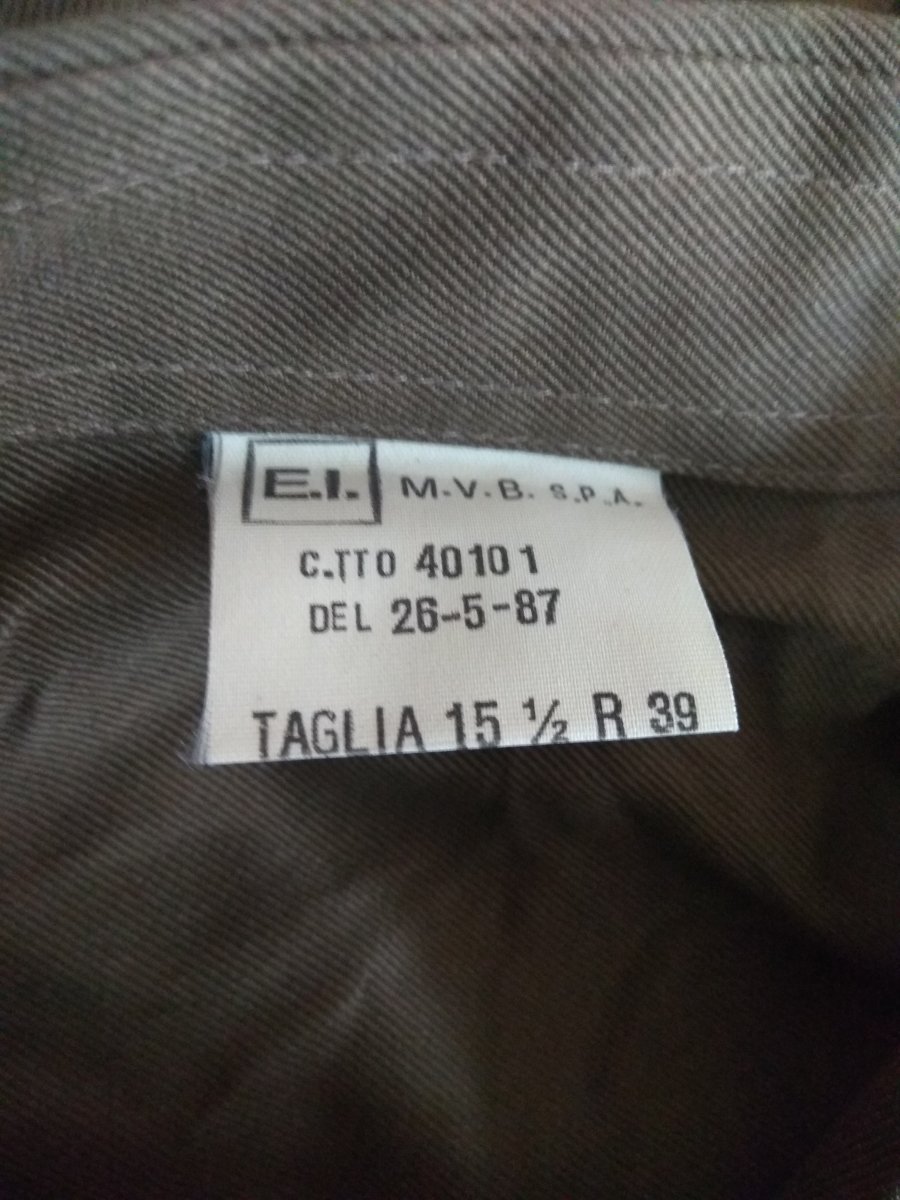 E.I. M.V.B. S.P.A.
C.TTO 40101
DEL 26-5-87
TAGLIA 15 ½ R 39